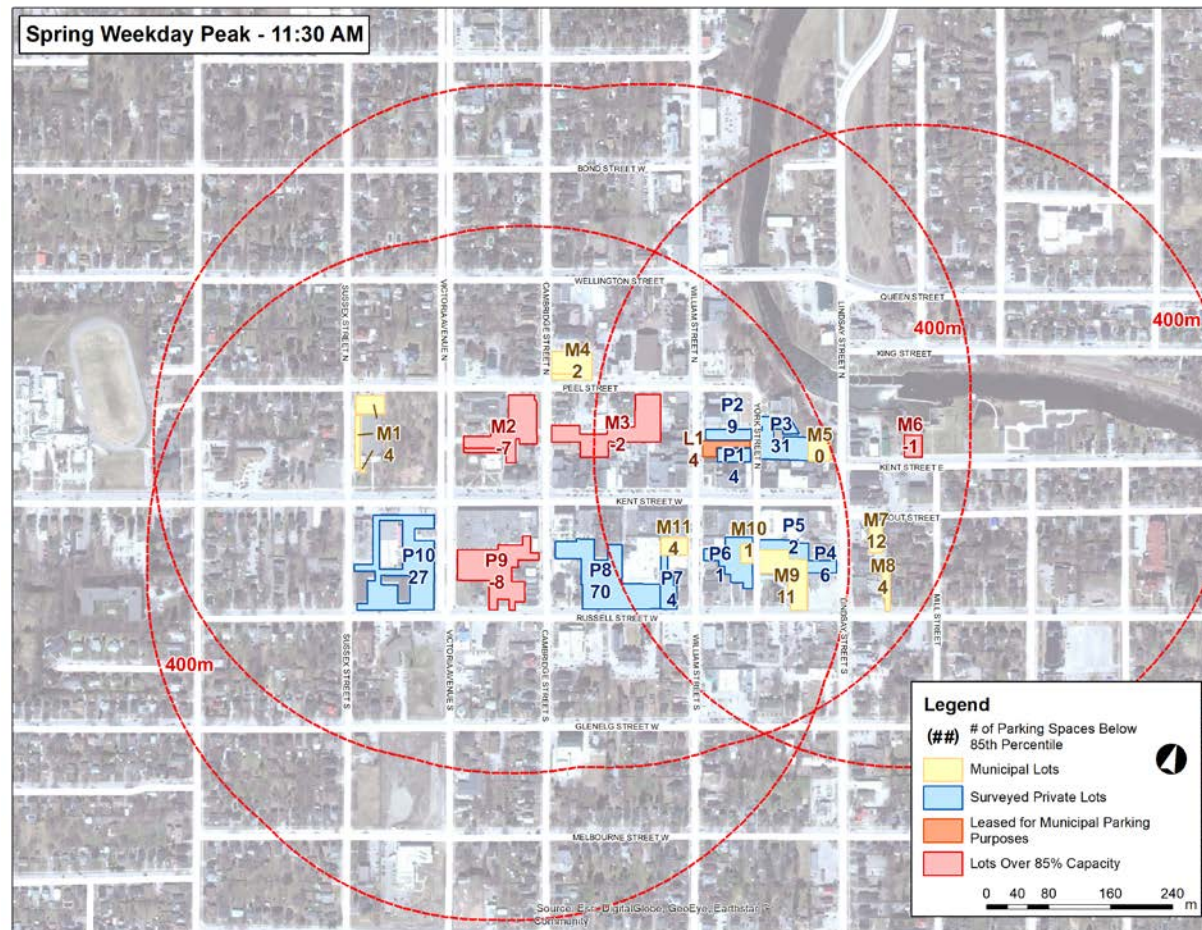 Spring Weekday Peak - 11:30 AM
BOND STREET W
WELLINGTON STREET
QUEEN STREET
400m
400m
KING STREET
SUSSEX STREET N
VICTORIA AVENUE N
CAMBRIDGE STREET N
WILLIAM STREET N
LINDSAY STREET N
YORK STREET N
M4
2
PEEL STREET
M1
4
M2
-7
M3
-2
L1
4
P2
9
P1
4
P3
31
M5
0
M6
-1
KENT STREET E
KENT STREET W
OUT STREET
P10
27
P9
-8
P8
70
M11
4
P7
4
P6
1
M10
1
P5
2
P4
6
M9
11
M7
12
M8
4
RUSSELL STREET W
SUSSEX STREET S
VICTORIA AVENUE S
CAMBRIDGE STREET S
WILLIAM STREET S
LINDSAY STREET S
MILL STREET
400m
GLENELG STREET W
MELBOURNE STREET W
Legend
(##) # of Parking Spaces Below
85th Percentile
Municipal Lots
Surveyed Private Lots
Leased for Municipal Parking
Purposes
Lots Over 85% Capacity
0 40 80 160 240
m
Source: Esri, DigitalGlobe, GeoEye, Earthstar
Community